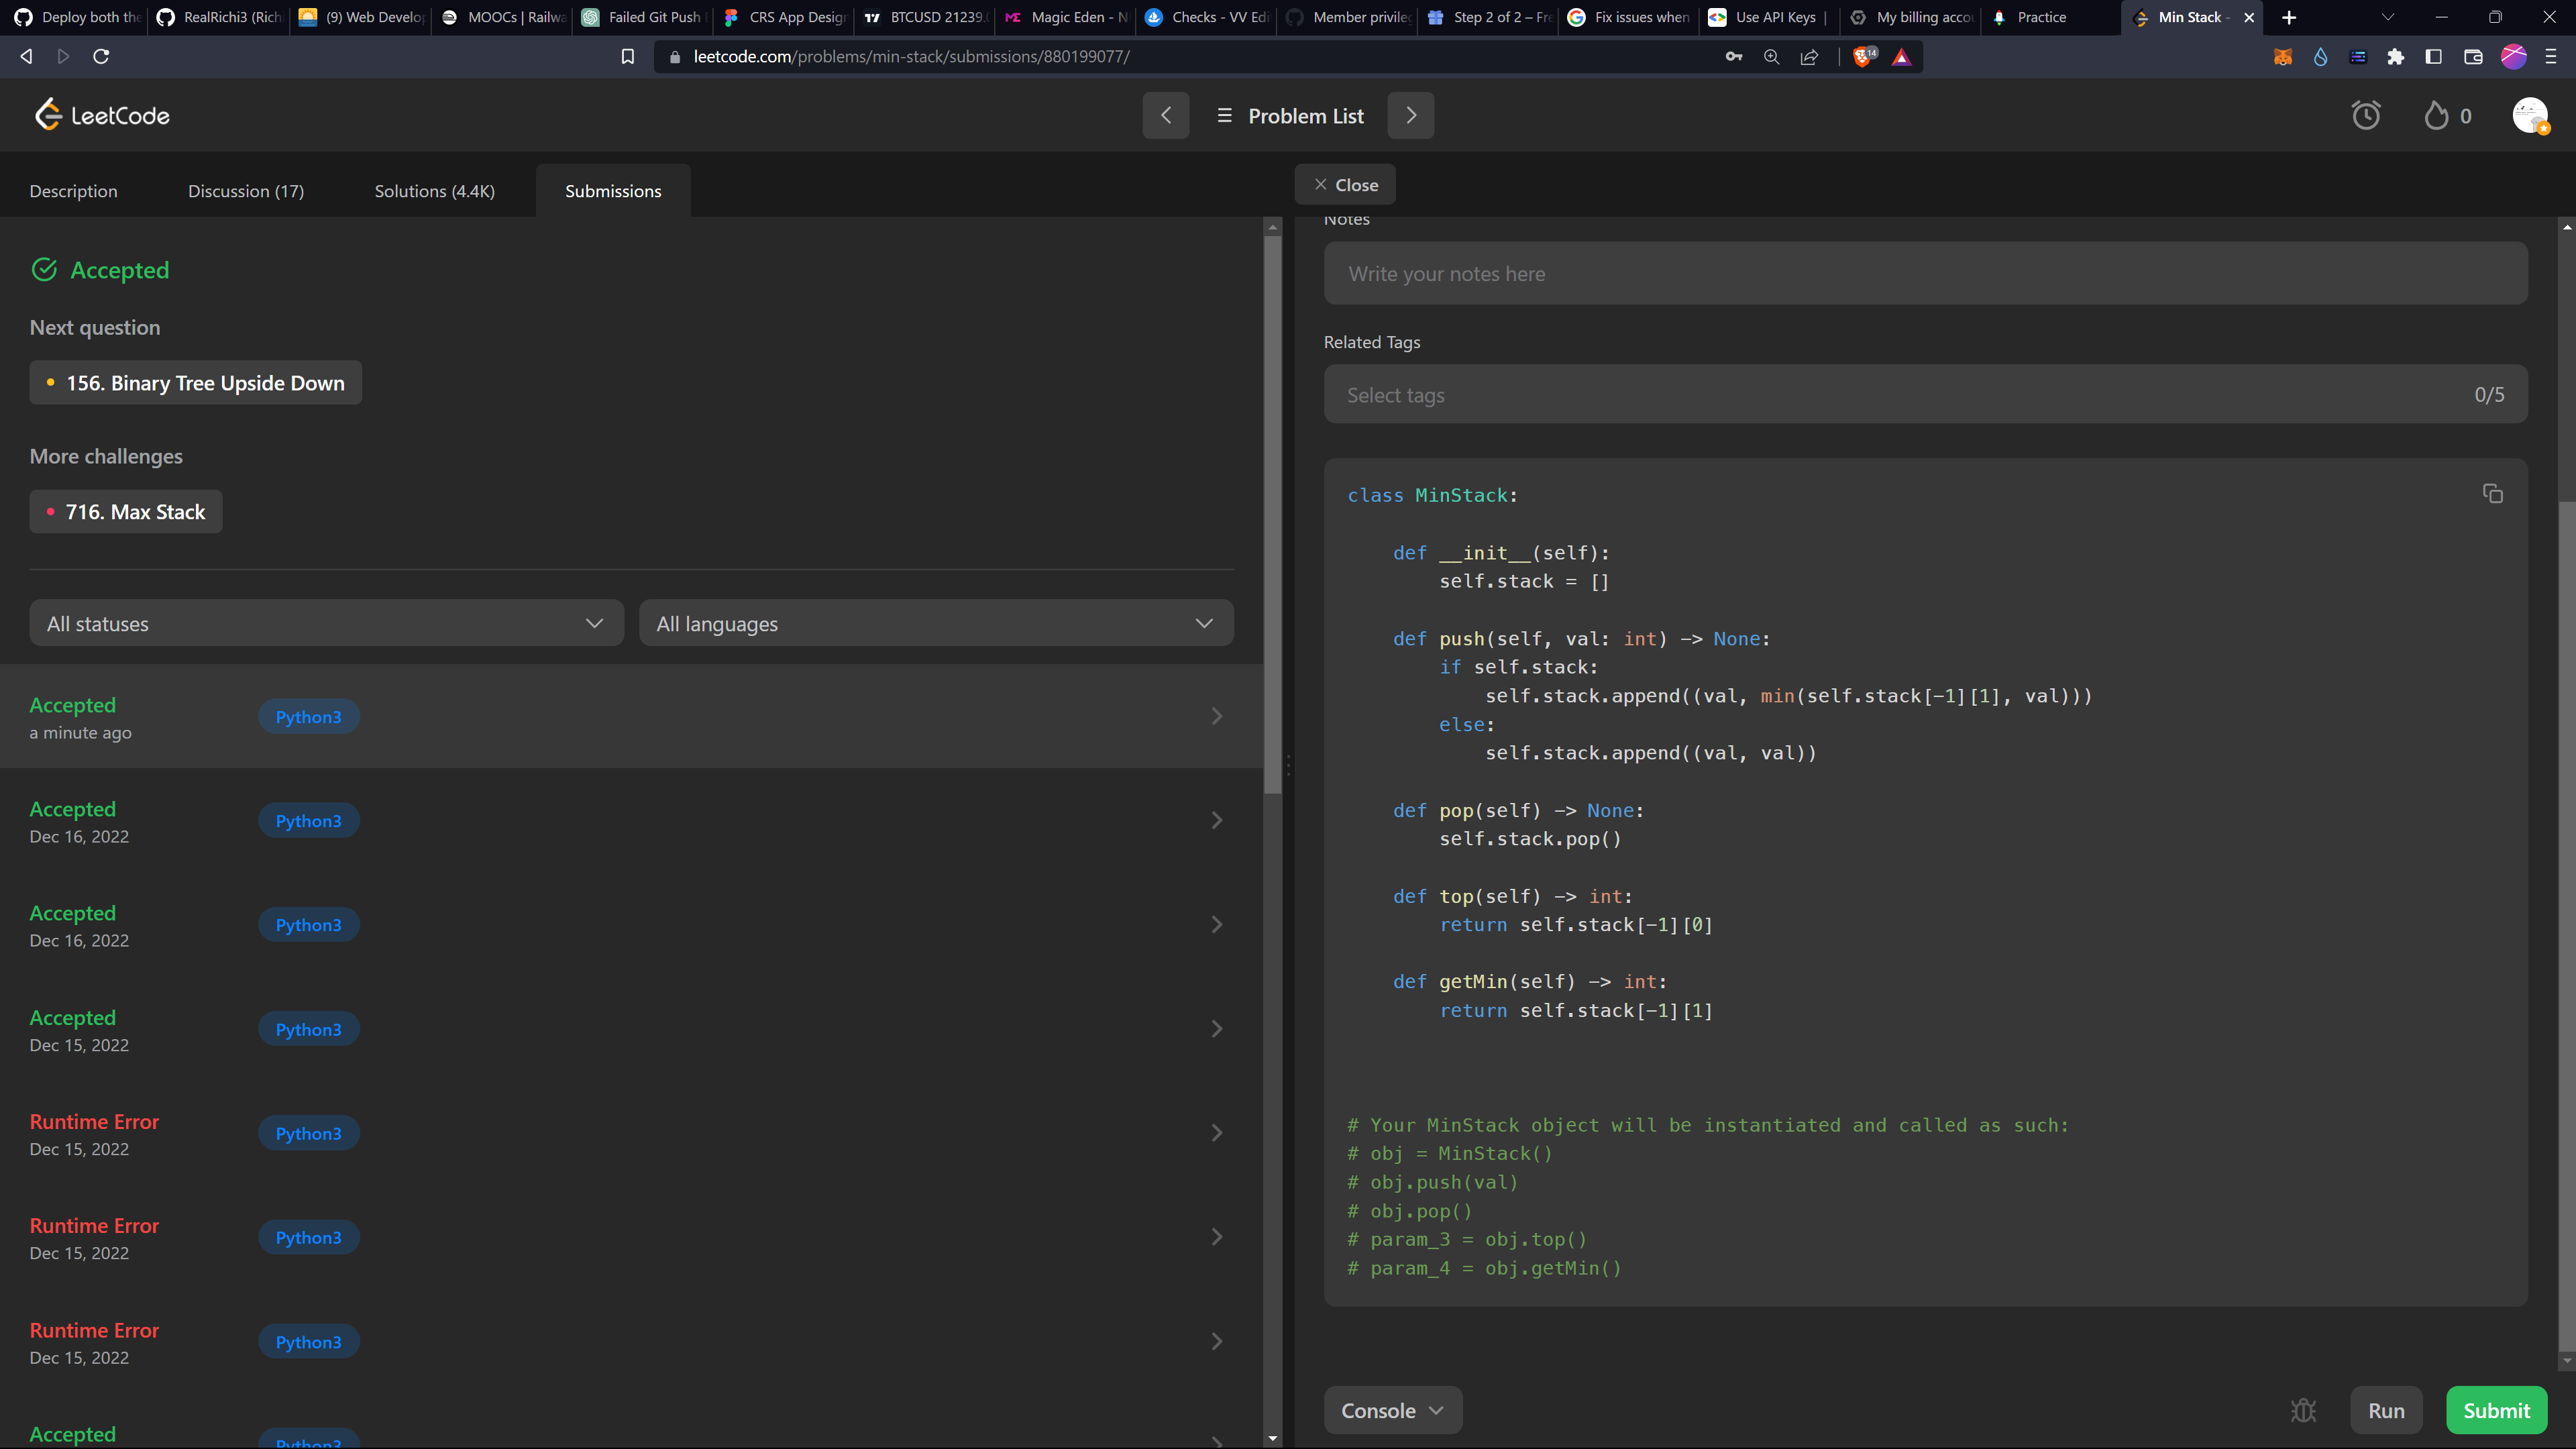 Deploy both the
RealRichi3 (Rich
(9) Web Develop
MOOCs | Railwa
Failed Git Push
CRS App Design
BTCUSD 21239.
Magic Eden - N
Checks - VV Edi
Member privileg
Step 2 of 2 – Fre
Fix issues when
Use API Keys |
My billing accou
Practice
Min Stack -
leetcode.com/problems/min-stack/submissions/880199077/
14
LeetCode
Problem List
0
Description
Discussion (17)
Solutions (4.4K)
Submissions
Close
Accepted
Next question
156. Binary Tree Upside Down
More challenges
716. Max Stack
All statuses
All languages
Accepted
a minute ago
Python3
Accepted
Dec 16, 2022
Python3
Accepted
Dec 16, 2022
Python3
Accepted
Dec 15, 2022
Python3
Runtime Error
Dec 15, 2022
Python3
Runtime Error
Dec 15, 2022
Python3
Runtime Error
Dec 15, 2022
Python3
Accepted
Python3
Notes
Write your notes here
Related Tags
Select tags
0/5
class MinStack:
def __init__(self):
self.stack = []
def push(self, val: int) -> None:
if self.stack:
self.stack.append((val, min(self.stack[-1][1], val)))
else:
self.stack.append((val, val))
def pop(self) -> None:
self.stack.pop()
def top(self) -> int:
return self.stack[-1][0]
def getMin(self) -> int:
return self.stack[-1][1]
# Your MinStack object will be instantiated and called as such:
# obj = MinStack()
# obj.push(val)
# obj.pop()
# param_3 = obj.top()
# param_4 = obj.getMin()
Console
Run
Submit